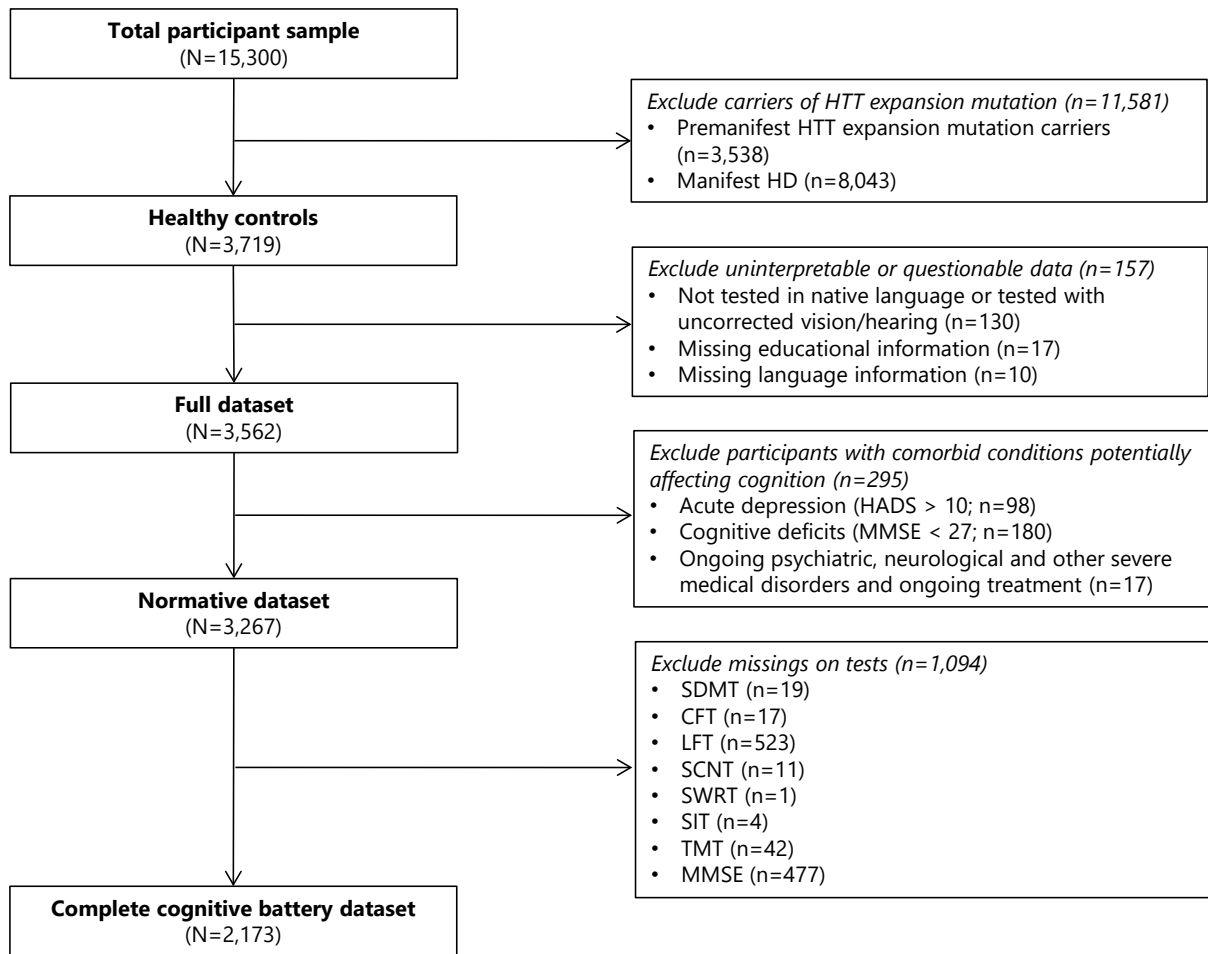 Total participant sample
(N=15,300)
Exclude carriers of HTT expansion mutation (n=11,581)
• Premanifest HTT expansion mutation carriers
(n=3,538)
• Manifest HD (n=8,043)
Healthy controls
(N=3,719)
Exclude uninterpretable or questionable data (n=157)
• Not tested in native language or tested with
uncorrected vision/hearing (n=130)
• Missing educational information (n=17)
• Missing language information (n=10)
Full dataset
(N=3,562)
Exclude participants with comorbid conditions potentially
affecting cognition (n=295)
• Acute depression (HADS > 10; n=98)
• Cognitive deficits (MMSE < 27; n=180)
• Ongoing psychiatric, neurological and other severe
medical disorders and ongoing treatment (n=17)
Normative dataset
(N=3,267)
Exclude missings on tests (n=1,094)
• SDMT (n=19)
• CFT (n=17)
• LFT (n=523)
• SCNT (n=11)
• SWRT (n=1)
• SIT (n=4)
• TMT (n=42)
• MMSE (n=477)
Complete cognitive battery dataset
(N=2,173)